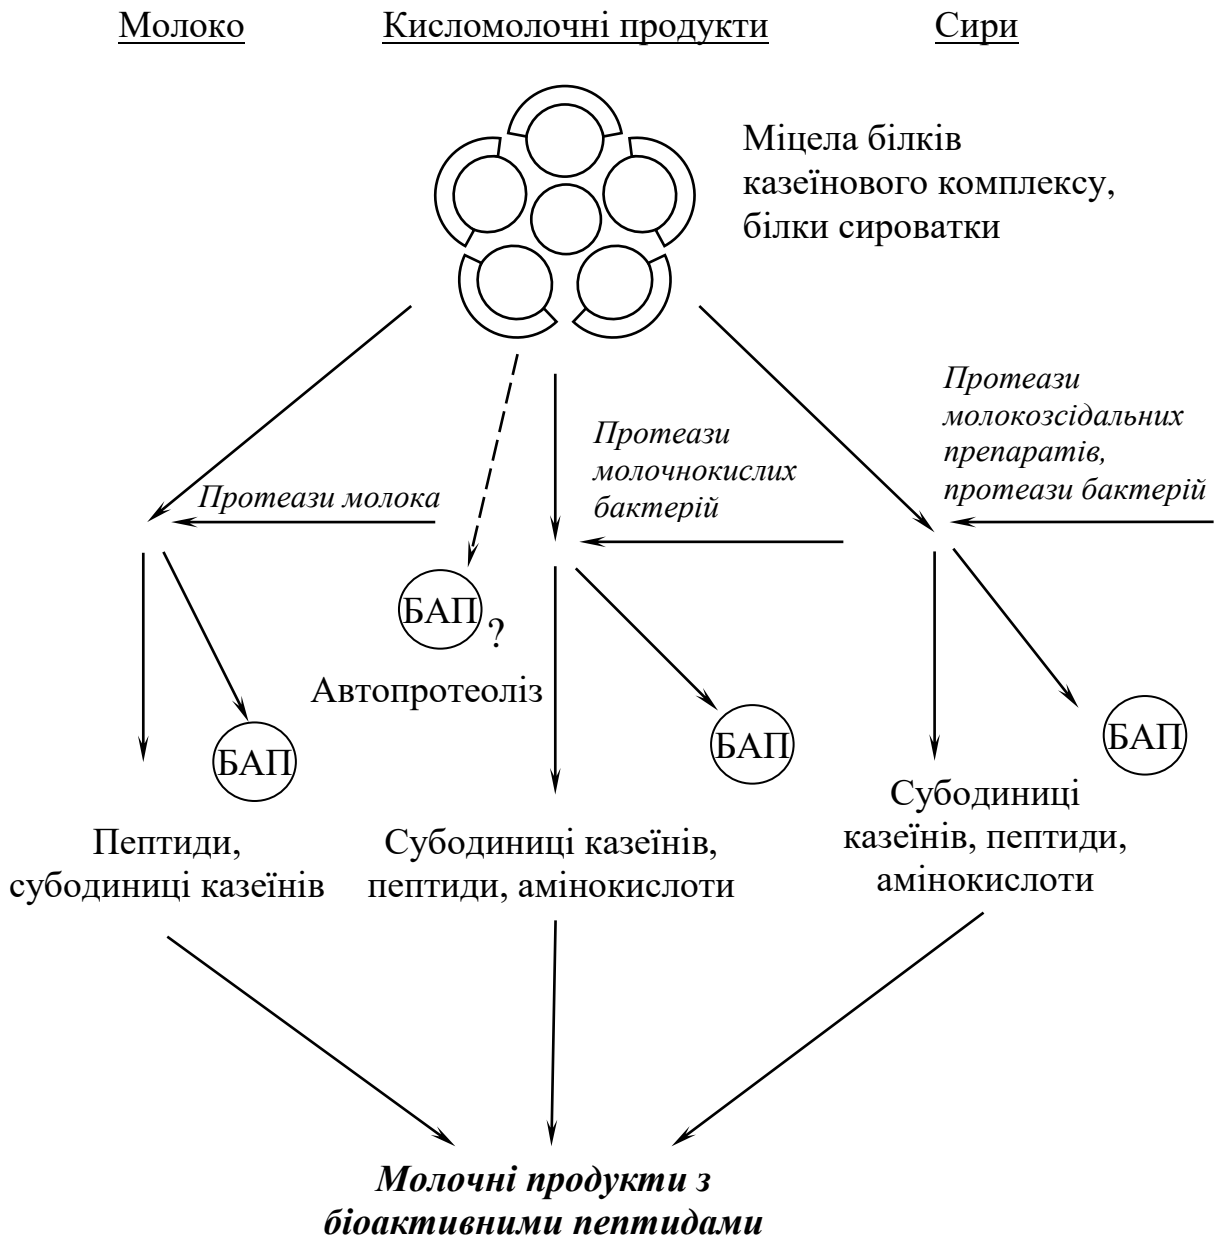 Молоко
Кисломолочні продукти
Сири
Міцела білків
казеїнового комплексу,
білки сироватки
Протеази
молокозсідальних
препаратів,
протеази бактерій
Протеази
молочнокислих
бактерій
Протеази молока
БАП
?
Автопротеоліз
БАП
БАП
БАП
Пептиди,
субодиниці казеїнів
Субодиниці казеїнів,
пептиди, амінокислоти
Субодиниці
казеїнів, пептиди,
амінокислоти
Молочні продукти з
біоактивними пептидами